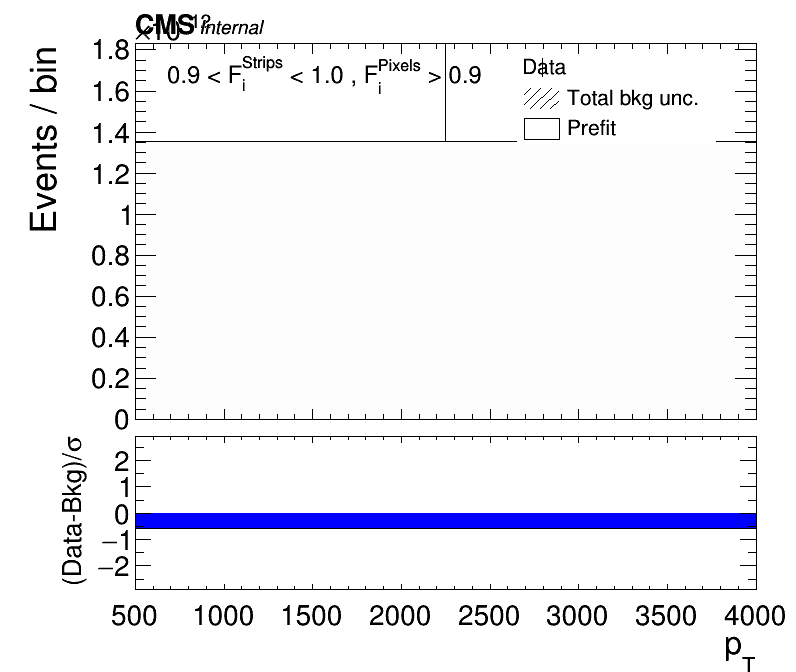 CMS Internal
0.9 < F_i^Strips < 1.0 , F_i^Pixels > 0.9
Data
Total bkg unc.
Prefit
Events / bin
1.8
1.6
1.4
1.2
1
0.8
0.6
0.4
0.2
0
(Data-Bkg)/σ
2
1
0
−1
−2
500 1000 1500 2000 2500 3000 3500 4000
p_T